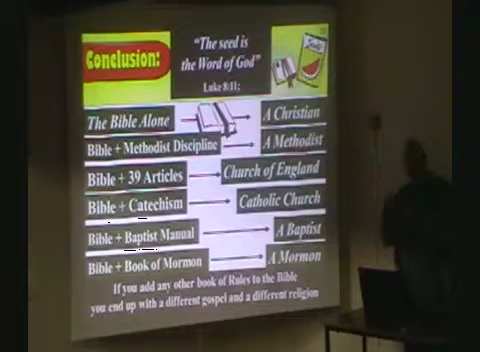 Conclusion:
"The seed is
the Word of God"
Luke 8:11;
The Bible Alone
A Christian
Bible + Methodist Discipline
A Methodist
Bible + 39 Articles
Church of England
Bible + Catechism
Catholic Church
Bible + Baptist Manual
A Baptist
Bible + Book of Mormon
A Mormon
If you add any other book of Rules to the Bible
you end up with a different gospel and a different religion